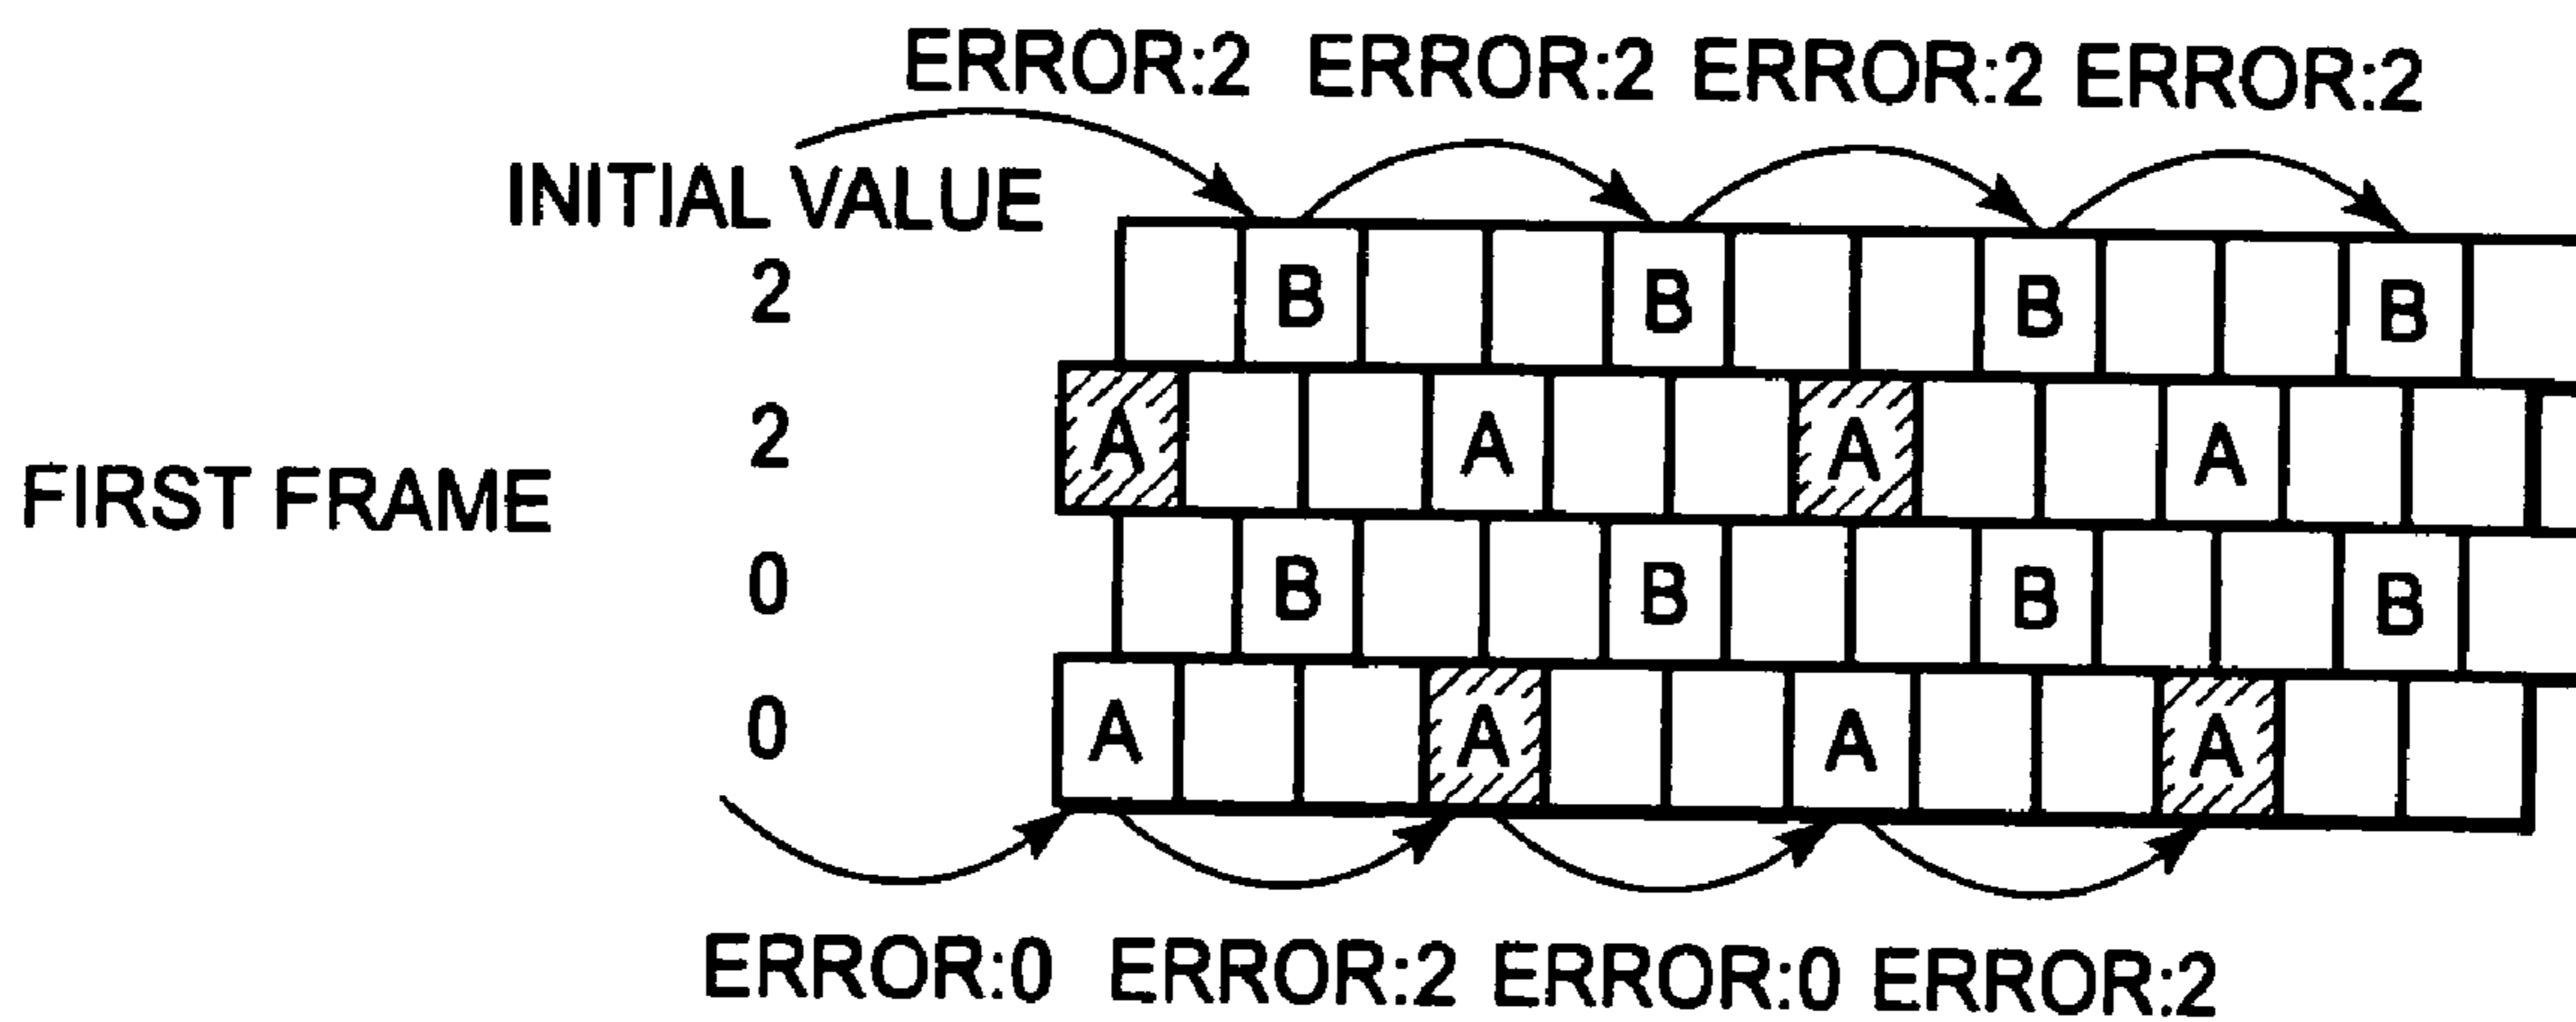 ERROR:2 ERROR:2 ERROR:2 ERROR:2
INITIAL VALUE
2 B B B B
2 A A A A
FIRST FRAME
0 B B B B
0 A A A A
ERROR:0 ERROR:2 ERROR:0 ERROR:2